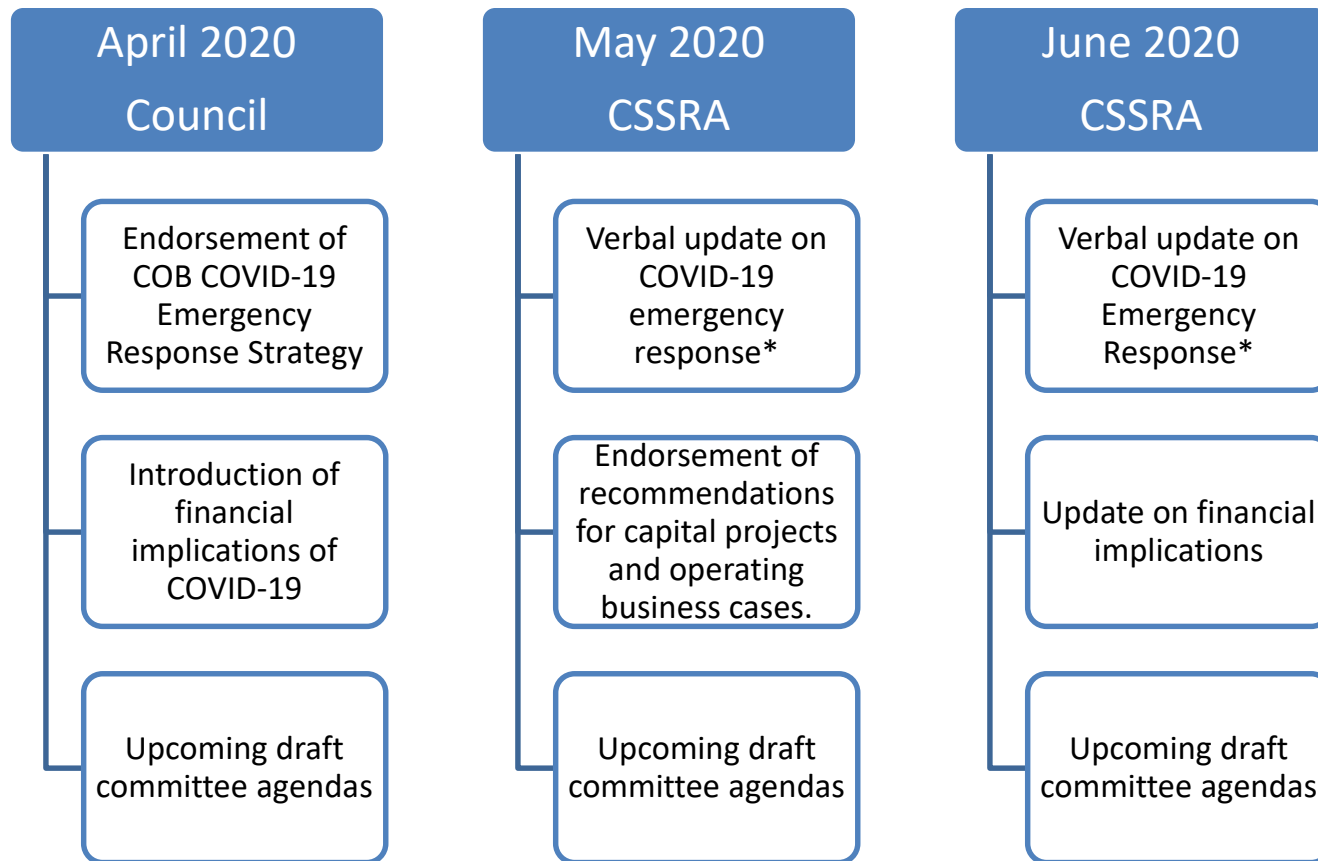 April 2020
Council
Endorsement of
COB COVID-19
Emergency
Response Strategy
Introduction of
financial
implications of
COVID-19
Upcoming draft
committee agendas
May 2020
CSSRA
Verbal update on
COVID-19
emergency
response*
Endorsement of
recommendations
for capital projects
and operating
business cases.
Upcoming draft
committee agendas
June 2020
CSSRA
Verbal update on
COVID-19
Emergency
Response*
Update on financial
implications
Upcoming draft
committee agendas